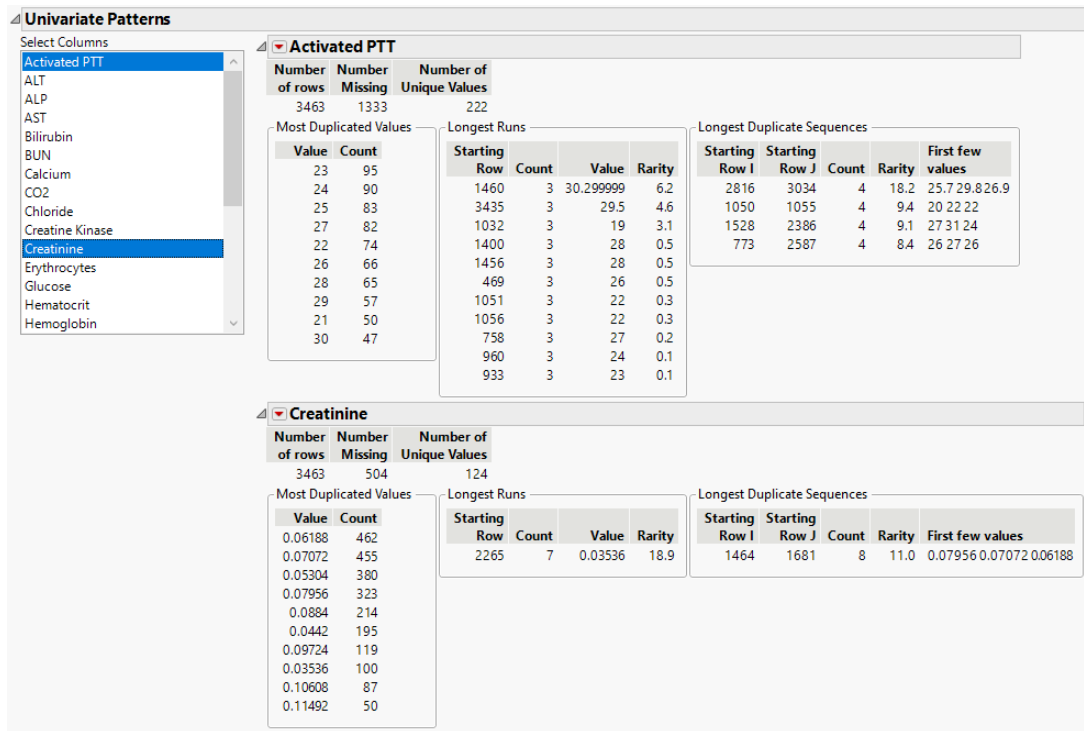 Univariate Patterns
Select Columns
Activated PTT
ALT
ALP
AST
Bilirubin
BUN
Calcium
CO2
Chloride
Creatine Kinase
Creatinine
Erythrocytes
Glucose
Hematocrit
Hemoglobin
Activated PTT
Number Number Number of
of rows Missing Unique Values
3463 1333 222
Most Duplicated Values
Value Count
23 95
24 90
25 83
27 82
22 74
26 66
28 65
29 57
21 50
30 47
Longest Runs
Starting
Row Count Value Rarity
1460 3 30.299999 6.2
3435 3 29.5 4.6
1032 3 19 3.1
1400 3 28 0.5
1456 3 28 0.5
469 3 26 0.5
1051 3 22 0.3
1056 3 22 0.3
758 3 27 0.2
960 3 24 0.1
933 3 23 0.1
Longest Duplicate Sequences
Starting Starting First few
Row I Row J Count Rarity values
2816 3034 4 18.2 25.7 29.8 26.9
1050 1055 4 9.4 20 22 22
1528 2386 4 9.1 27 31 24
773 2587 4 8.4 26 27 26
Creatinine
Number Number Number of
of rows Missing Unique Values
3463 504 124
Most Duplicated Values
Value Count
0.06188 462
0.07072 455
0.05304 380
0.07956 323
0.0884 214
0.0442 195
0.09724 119
0.03536 100
0.10608 87
0.11492 50
Longest Runs
Starting
Row Count Value Rarity
2265 7 0.03536 18.9
Longest Duplicate Sequences
Starting Starting
Row I Row J Count Rarity First few values
1464 1681 8 11.0 0.07956 0.07072 0.06188